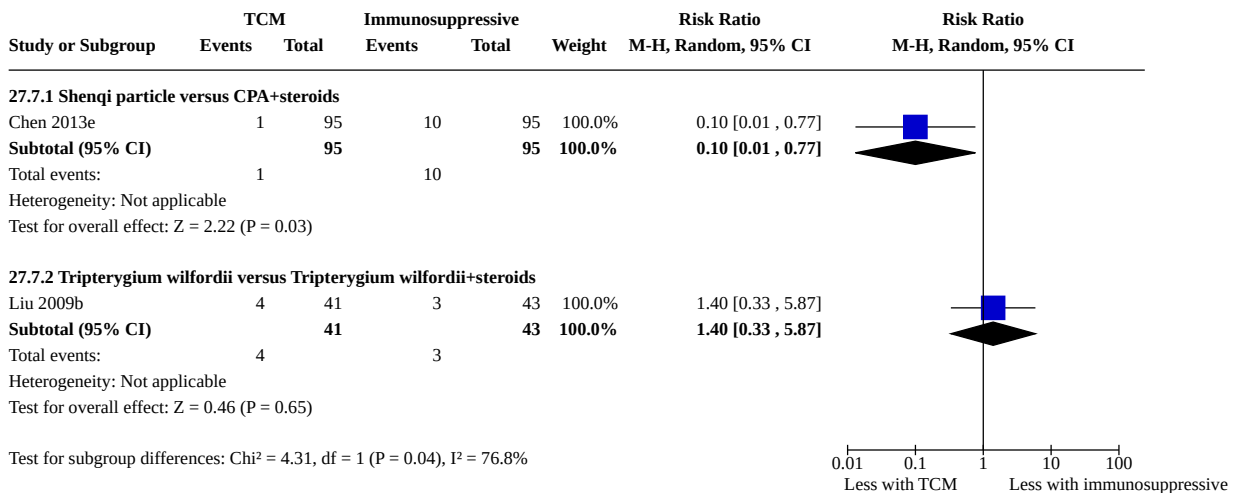 TCM Immunosuppressive Risk Ratio Risk Ratio
Study or Subgroup Events Total Events Total Weight M-H, Random, 95% CI M-H, Random, 95% CI
27.7.1 Shenqi particle versus CPA+steroids
Chen 2013e 1 95 10 95 100.0% 0.10 [0.01 , 0.77]
Subtotal (95% CI) 95 95 100.0% 0.10 [0.01 , 0.77]
Total events: 1 10
Heterogeneity: Not applicable
Test for overall effect: Z = 2.22 (P = 0.03)
27.7.2 Tripterygium wilfordii versus Tripterygium wilfordii+steroids
Liu 2009b 4 41 3 43 100.0% 1.40 [0.33 , 5.87]
Subtotal (95% CI) 41 43 100.0% 1.40 [0.33 , 5.87]
Total events: 4 3
Heterogeneity: Not applicable
Test for overall effect: Z = 0.46 (P = 0.65)
Test for subgroup differences: Chi² = 4.31, df = 1 (P = 0.04), I² = 76.8%
0.01 0.1 1 10 100
Less with TCM Less with immunosuppressive